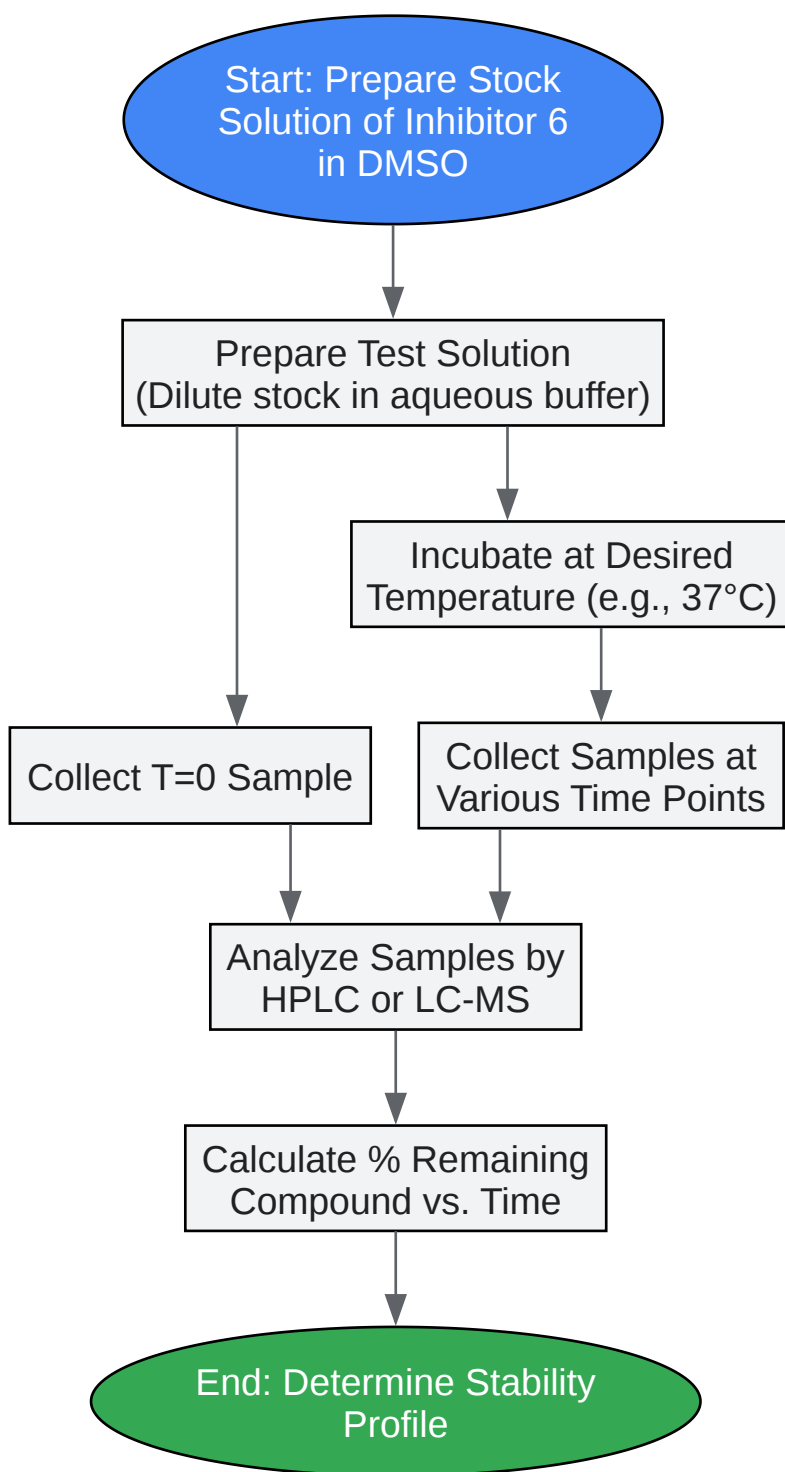 Start: Prepare Stock
Solution of Inhibitor 6
in DMSO
Prepare Test Solution
(Dilute stock in aqueous buffer)
Incubate at Desired
Temperature (e.g., 37°C)
Collect T=0 Sample
Collect Samples at
Various Time Points
Analyze Samples by
HPLC or LC-MS
Calculate % Remaining
Compound vs. Time
End: Determine Stability
Profile